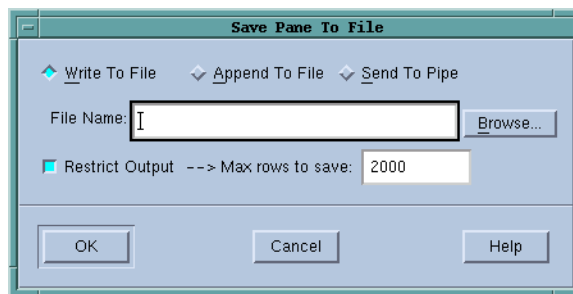 Save Pane To File
Write To File Append To File Send To Pipe
File Name: Browse...
Restrict Output --> Max rows to save: 2000
OK Cancel Help